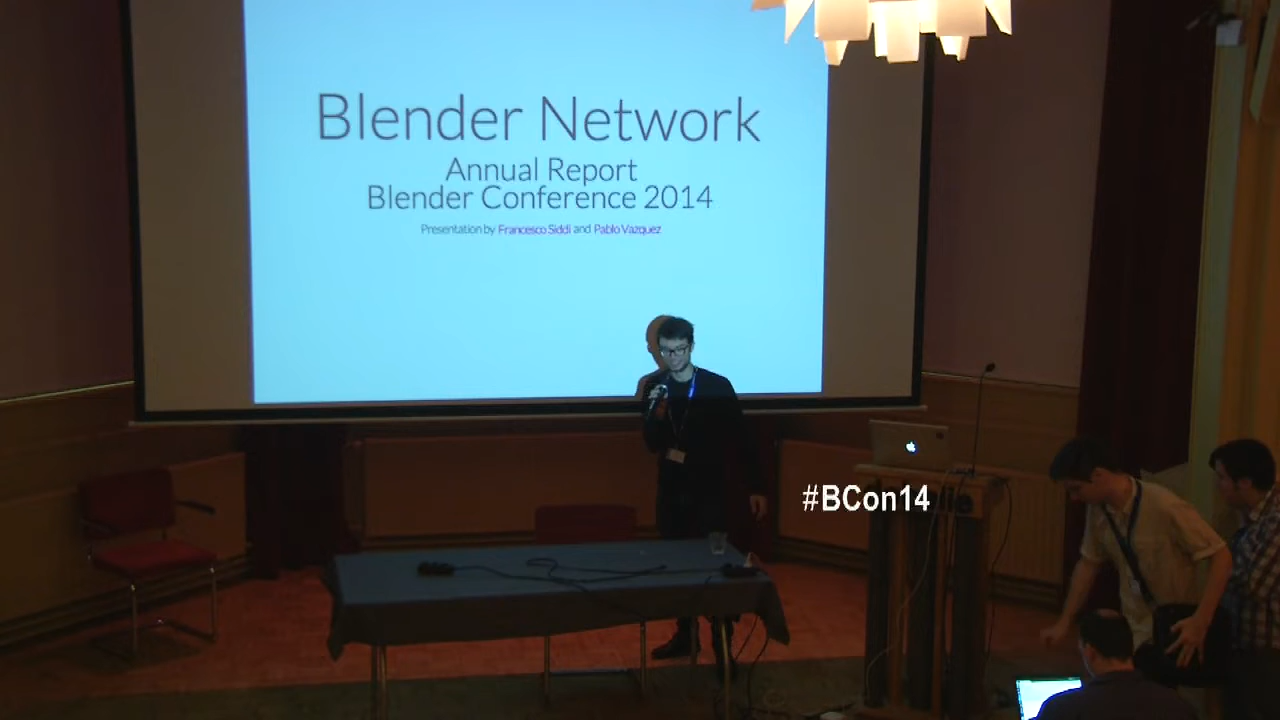 Blender Network
Annual Report
Blender Conference 2014
Presentation by Francesco Siddi and Pablo Vazquez
#BCon14